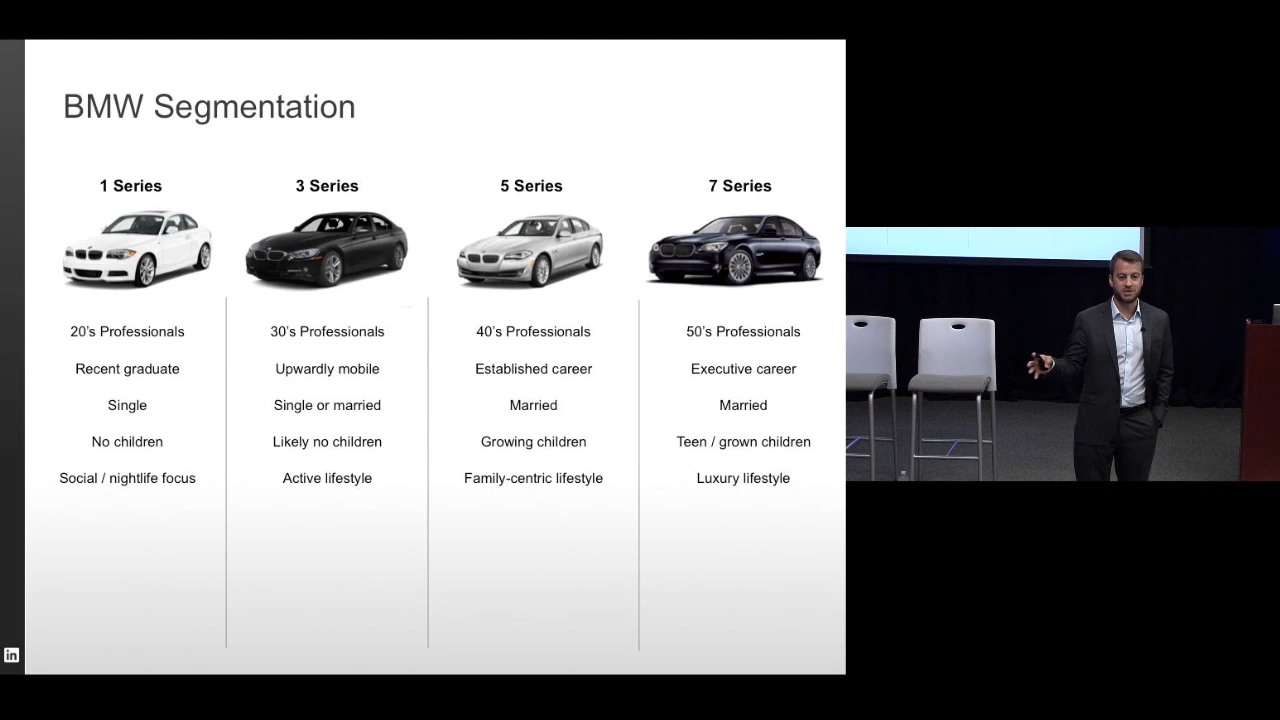 BMW Segmentation
1 Series
3 Series
5 Series
7 Series
20's Professionals
30's Professionals
40's Professionals
50's Professionals
Recent graduate
Upwardly mobile
Established career
Executive career
Single
Single or married
Married
Married
No children
Likely no children
Growing children
Teen / grown children
Social / nightlife focus
Active lifestyle
Family-centric lifestyle
Luxury lifestyle
in